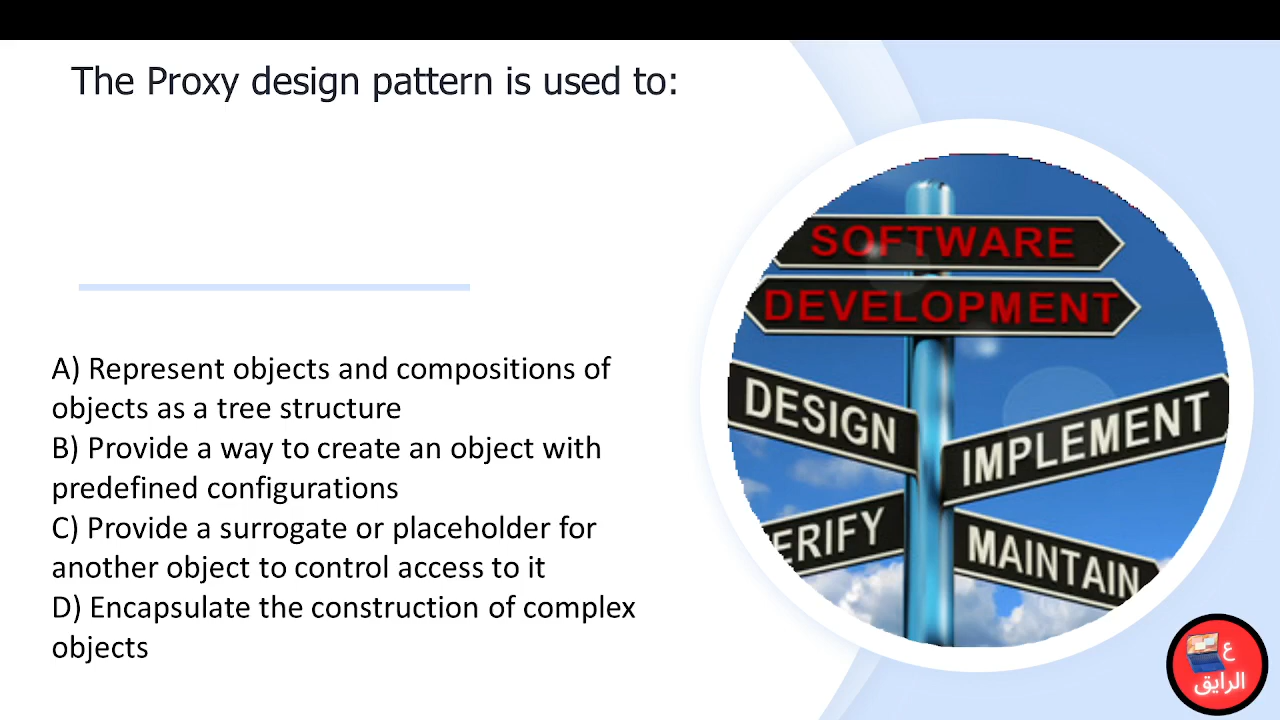 The Proxy design pattern is used to:
A) Represent objects and compositions of
objects as a tree structure
B) Provide a way to create an object with
predefined configurations
C) Provide a surrogate or placeholder for
another object to control access to it
D) Encapsulate the construction of complex
objects
SOFTWARE
DEVELOPMENT
DESIGN
IMPLEMENT
ERIFY
MAINTAIN
ع
الرايق